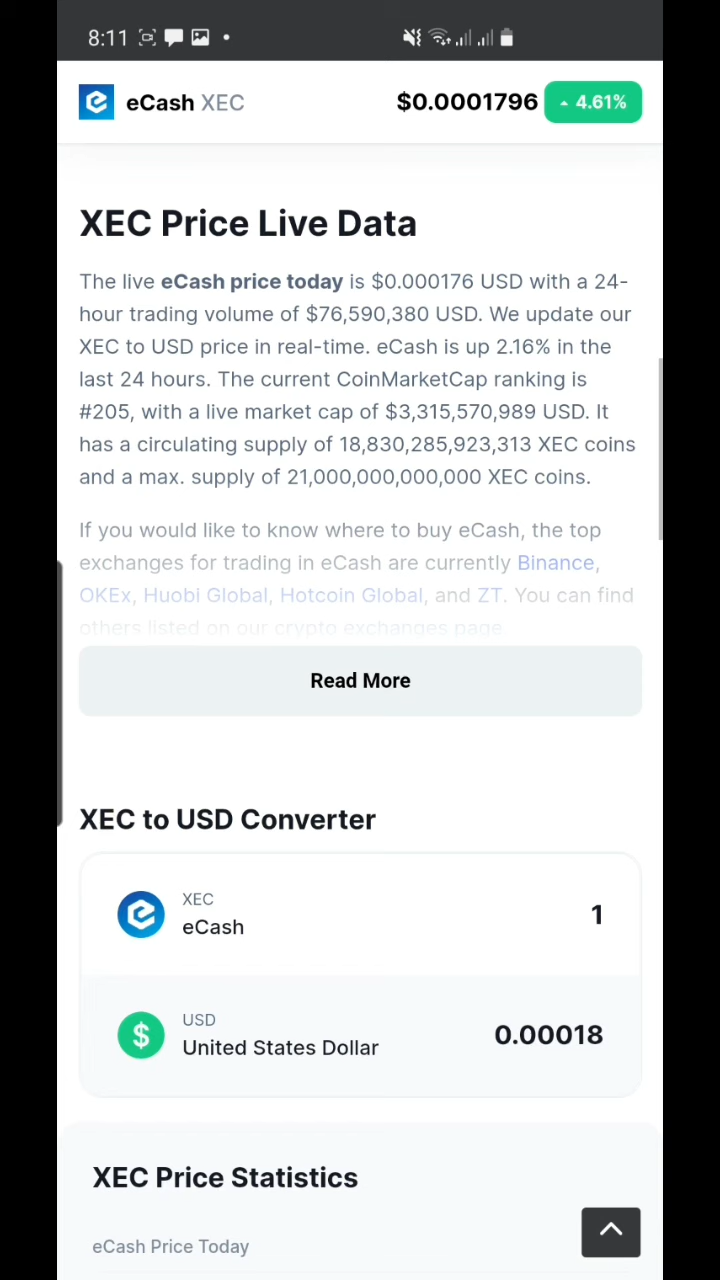 8:11
eCash XEC $0.0001796 4.61%
XEC Price Live Data
The live eCash price today is $0.000176 USD with a 24-
hour trading volume of $76,590,380 USD. We update our
XEC to USD price in real-time. eCash is up 2.16% in the
last 24 hours. The current CoinMarketCap ranking is
#205, with a live market cap of $3,315,570,989 USD. It
has a circulating supply of 18,830,285,923,313 XEC coins
and a max. supply of 21,000,000,000,000 XEC coins.
If you would like to know where to buy eCash, the top
exchanges for trading in eCash are currently Binance,
OKEx, Huobi Global, Hotcoin Global, and ZT. You can find
others listed on our crypto exchanges page
Read More
XEC to USD Converter
XEC
eCash 1
USD
United States Dollar 0.00018
XEC Price Statistics
eCash Price Today